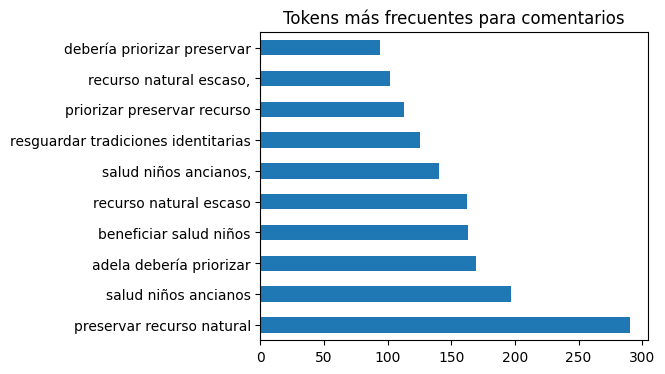 Tokens más frecuentes para comentarios
debería priorizar preservar
recurso natural escaso,
priorizar preservar recurso
resguardar tradiciones identitarias
salud niños ancianos,
recurso natural escaso
beneficiar salud niños
adela debería priorizar
salud niños ancianos
preservar recurso natural
0 50 100 150 200 250 300